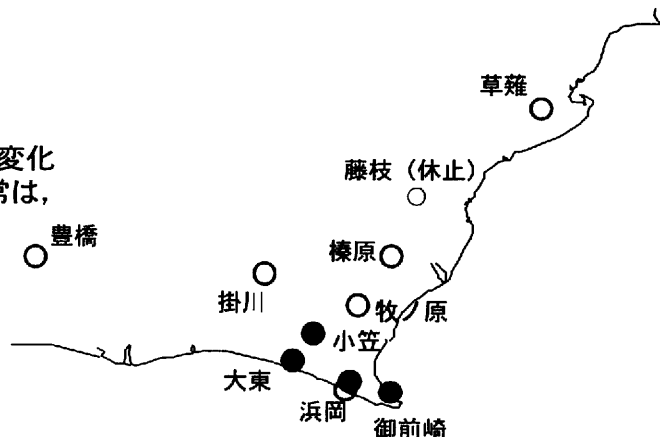 草薙
変化
常は，
藤枝（休止）
豊橋
榛原
掛川
牧ノ原
小笠
大東
浜岡
御前崎